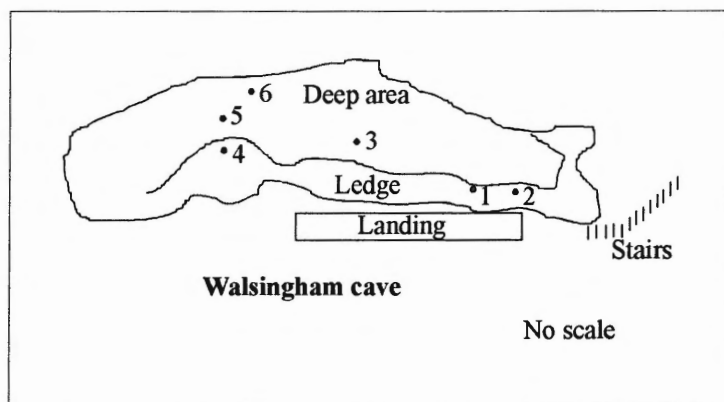 6
Deep area
5
3
4
Ledge
1
2
Landing
Stairs
Walsingham cave
No scale